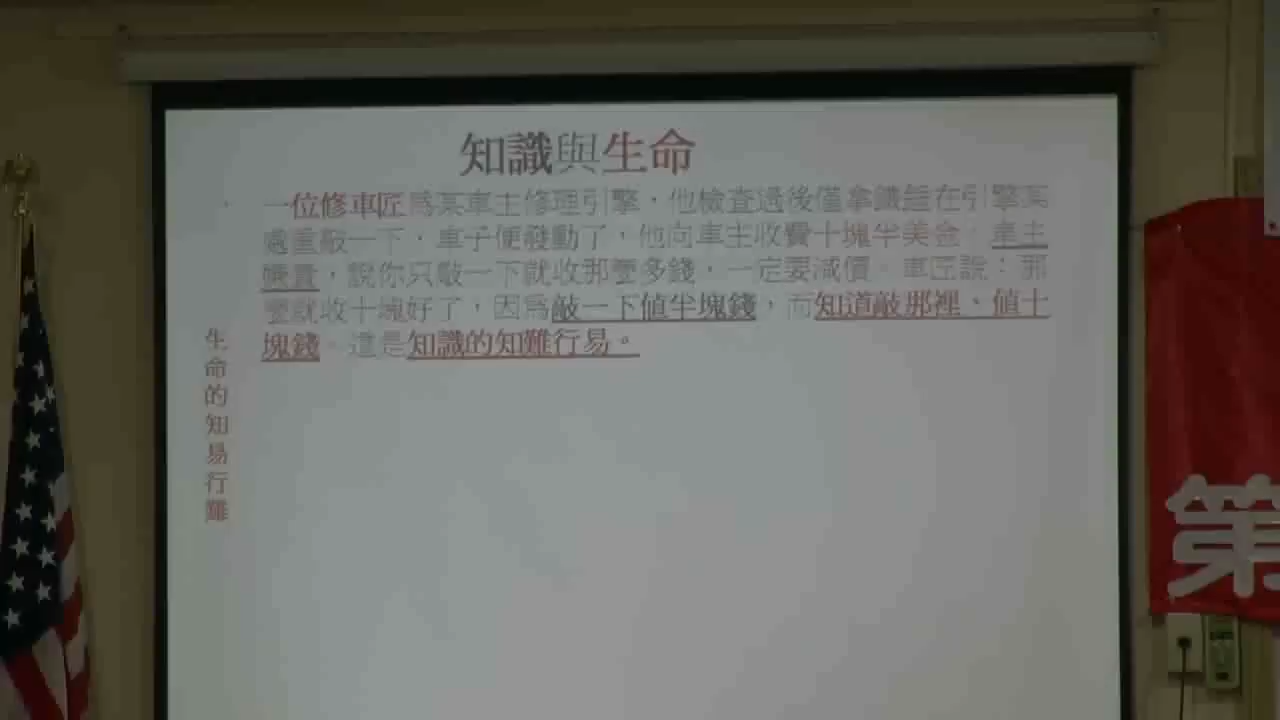 知識與生命
一位修車匠爲某車主修理引擎，他檢查過後僅拿鐵鎚在引擎某
處重敲一下，車子便發動了，他向車主收費十塊半美金。車主
嫌貴，說你只敲一下就收那麼多錢，一定要減價。車匠說：那
麼就收十塊好了，因爲敲一下值半塊錢，而知道敲那裡、值十
塊錢。這是知識的知難行易。
生命的知易行難
第